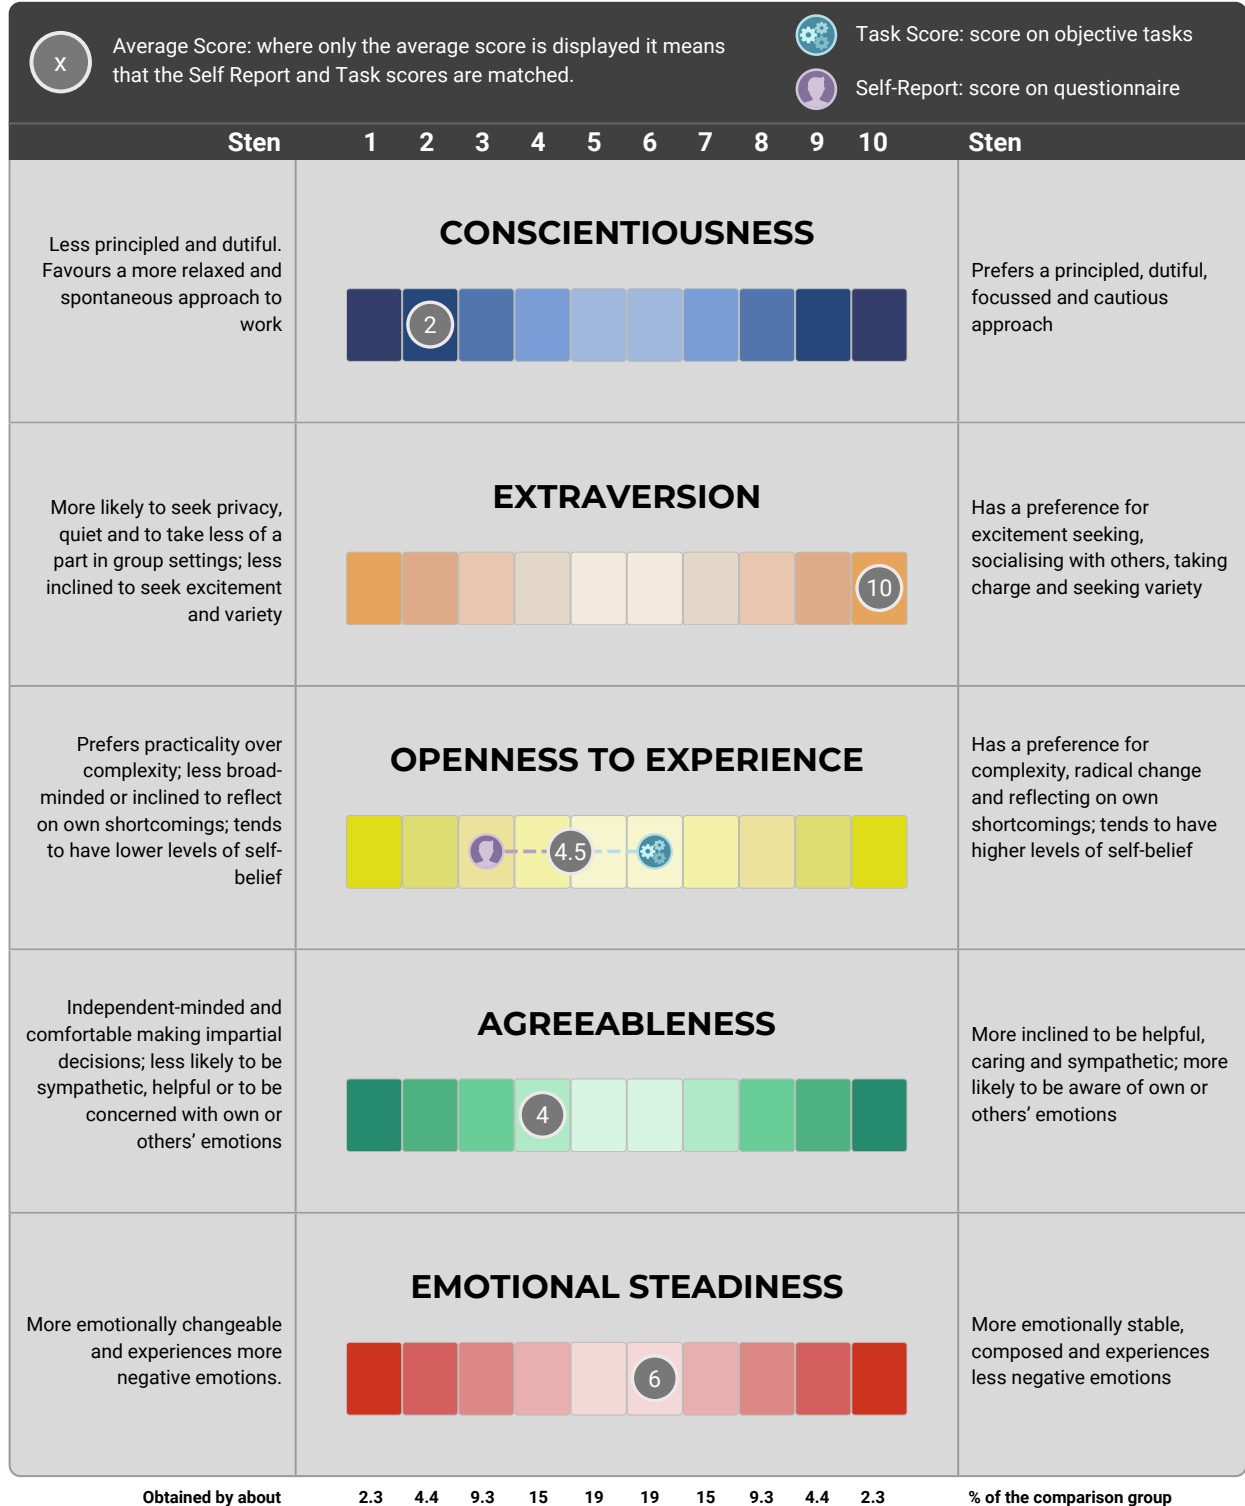 x
Average Score: where only the average score is displayed it means
that the Self Report and Task scores are matched.
Task Score: score on objective tasks
Self-Report: score on questionnaire
Sten 1 2 3 4 5 6 7 8 9 10 Sten
CONSCIENTIOUSNESS
Less principled and dutiful.
Favours a more relaxed and
spontaneous approach to
work
2
Prefers a principled, dutiful,
focussed and cautious
approach
EXTRAVERSION
More likely to seek privacy,
quiet and to take less of a
part in group settings; less
inclined to seek excitement
and variety
10
Has a preference for
excitement seeking,
socialising with others, taking
charge and seeking variety
OPENNESS TO EXPERIENCE
Prefers practicality over
complexity; less broad-
minded or inclined to reflect
on own shortcomings; tends
to have lower levels of self-
belief
4.5
Has a preference for
complexity, radical change
and reflecting on own
shortcomings; tends to have
higher levels of self-belief
AGREEABLENESS
Independent-minded and
comfortable making impartial
decisions; less likely to be
sympathetic, helpful or to be
concerned with own or
others’ emotions
4
More inclined to be helpful,
caring and sympathetic; more
likely to be aware of own or
others’ emotions
EMOTIONAL STEADINESS
More emotionally changeable
and experiences more
negative emotions.
6
More emotionally stable,
composed and experiences
less negative emotions
Obtained by about 2.3 4.4 9.3 15 19 19 15 9.3 4.4 2.3 % of the comparison group